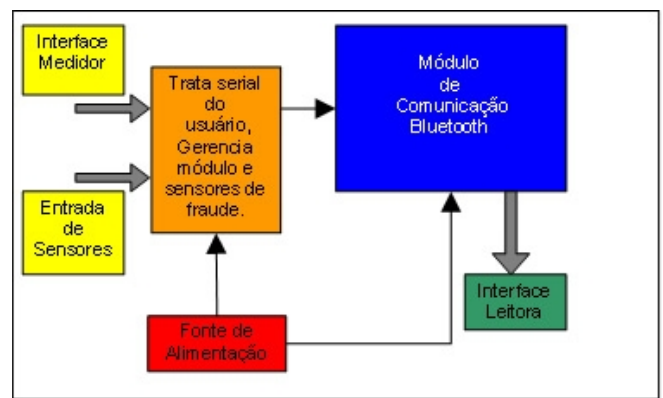 Interface
Medidor
Trata serial
do
usuário,
Gerencia
módulo e
sensores de
fraude.
Módulo
de
Comunicação
Bluetooth
Entrada
de
Sensores
Interface
Leitora
Fonte de
Alimentação